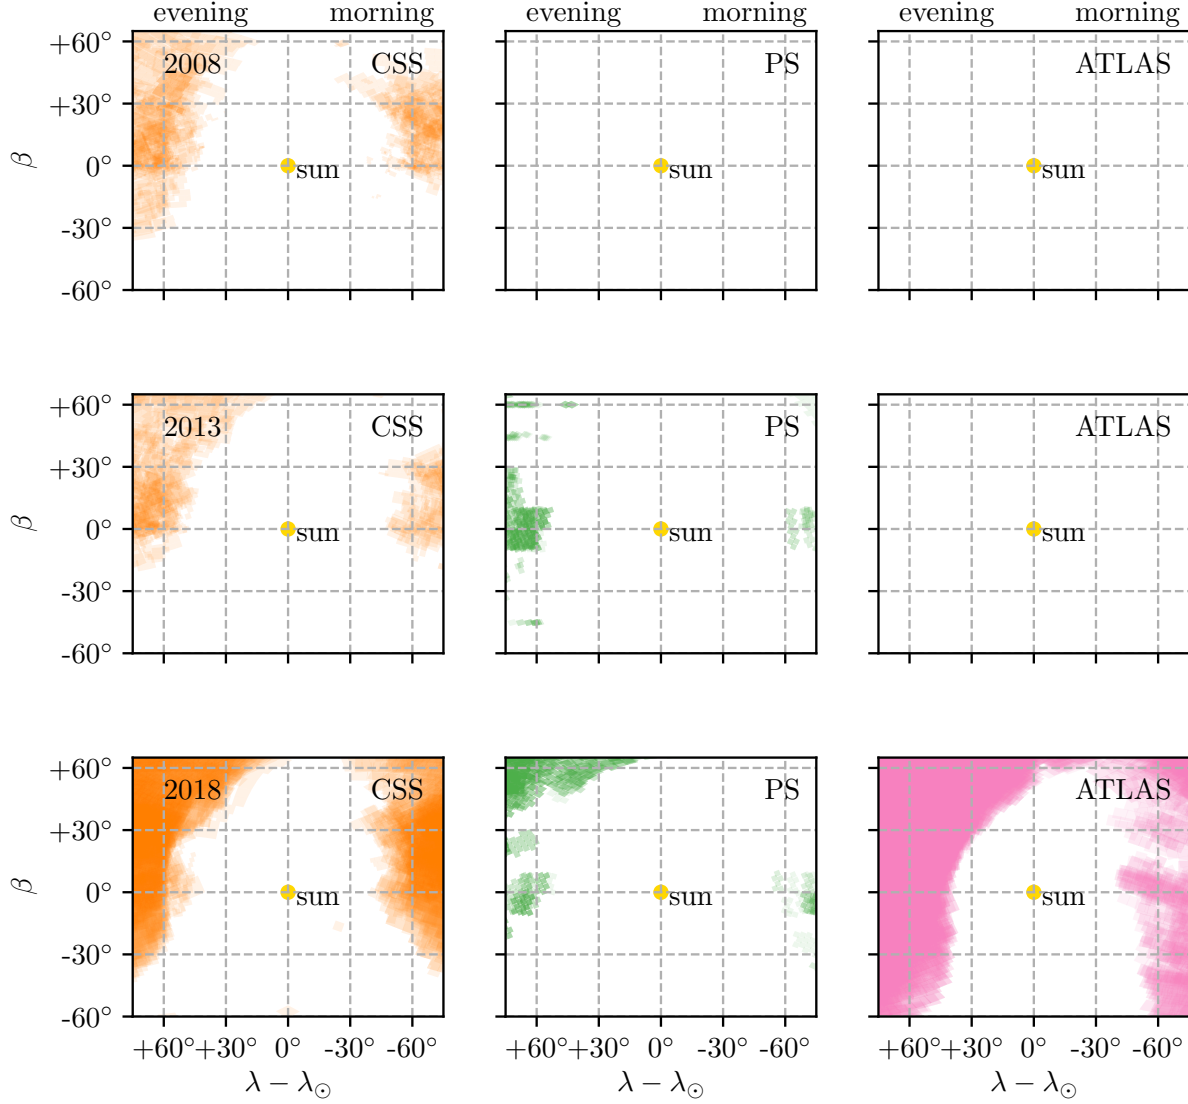 evening morning evening morning evening morning
+60° 2008 CSS PS ATLAS
+30°
β 0° sun sun sun
-30°
-60°
+60° 2013 CSS PS ATLAS
+30°
β 0° sun sun sun
-30°
-60°
+60° 2018 CSS PS ATLAS
+30°
β 0° sun sun sun
-30°
-60°
+60° +30° 0° -30° -60° +60° +30° 0° -30° -60° +60° +30° 0° -30° -60°
λ − λ☉ λ − λ☉ λ − λ☉